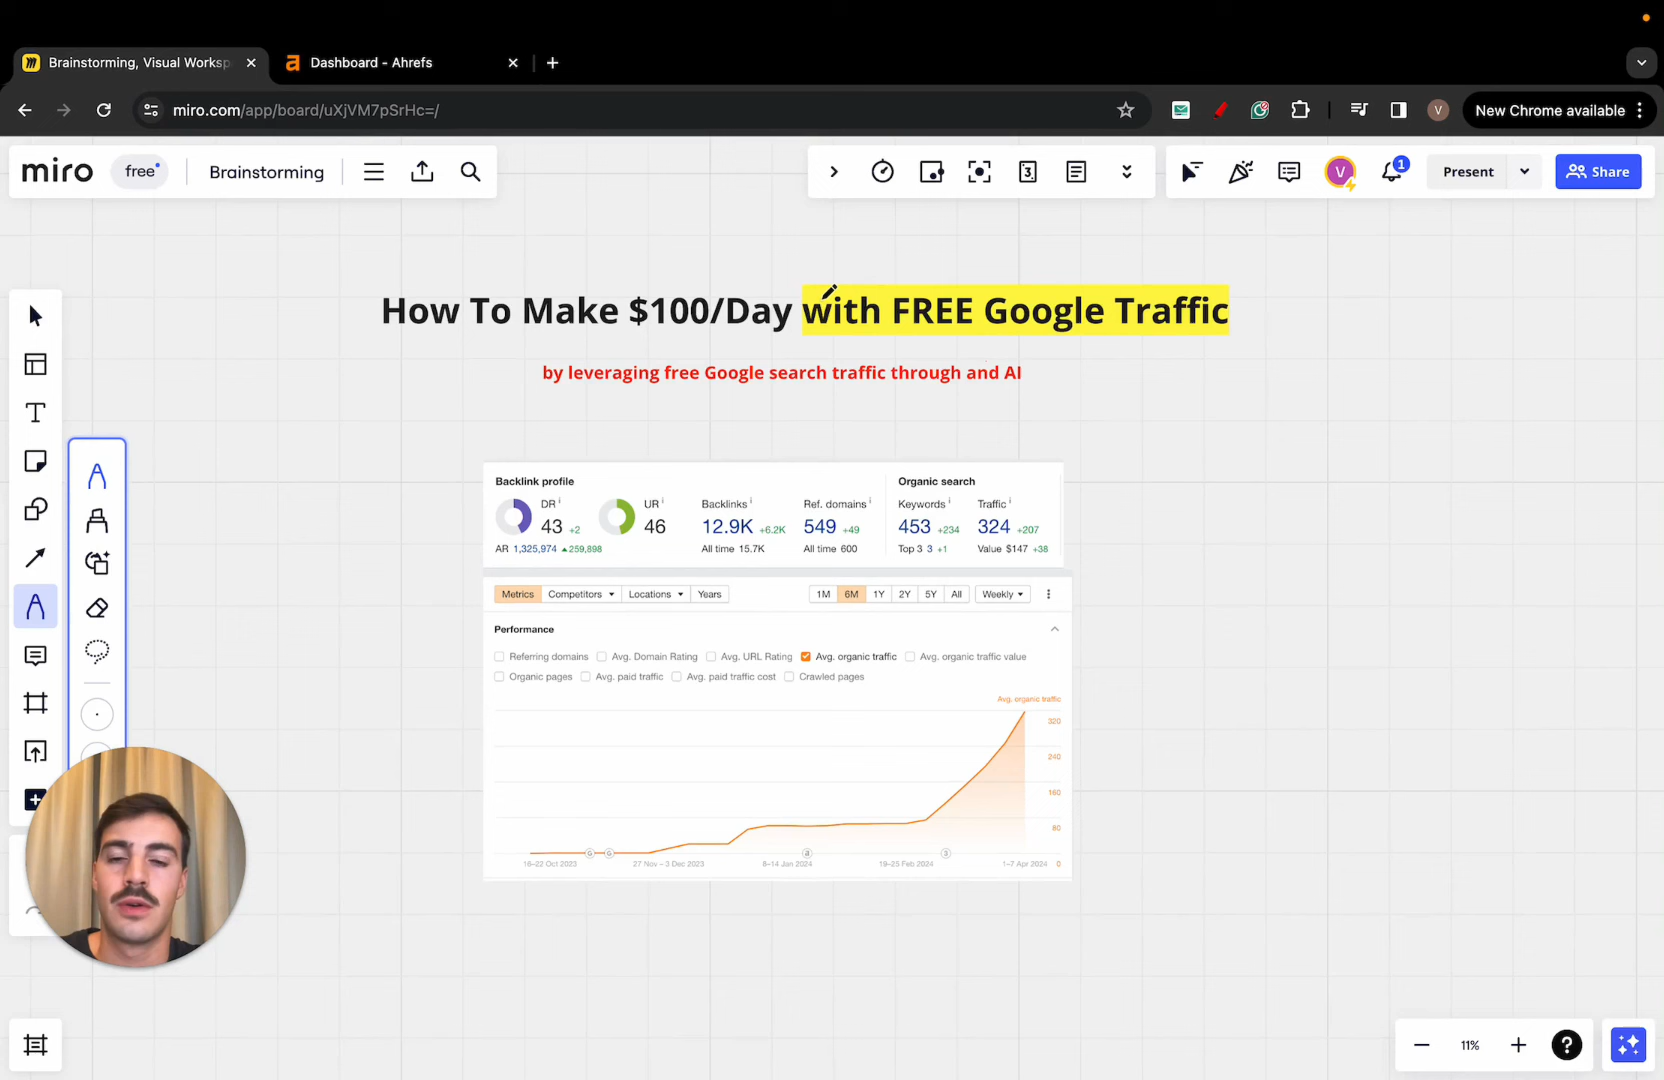 Brainstorming, Visual Worksp
Dashboard - Ahrefs
miro.com/app/board/uXjVM7pSrHc=/
V
New Chrome available
miro
free
Brainstorming
3
V
1
Present
Share
How To Make $100/Day with FREE Google Traffic
by leveraging free Google search traffic through and AI
Backlink profile
Organic search
DR i
UR i
Backlinks i
Ref. domains i
Keywords i
Traffic i
43 +2
46
12.9K +6.2K
549 +49
453 +234
324 +207
AR 1,325,974 ▲259,898
All time 15.7K
All time 600
Top 3 3 +1
Value $147 +38
Metrics
Competitors
Locations
Years
1M
6M
1Y
2Y
5Y
All
Weekly
Performance
Referring domains
Avg. Domain Rating
Avg. URL Rating
Avg. organic traffic
Avg. organic traffic value
Organic pages
Avg. paid traffic
Avg. paid traffic cost
Crawled pages
Avg. organic traffic
320
240
160
80
G
G
a
3
16–22 Oct 2023
27 Nov – 3 Dec 2023
8–14 Jan 2024
19–25 Feb 2024
1–7 Apr 2024
0
11%
?